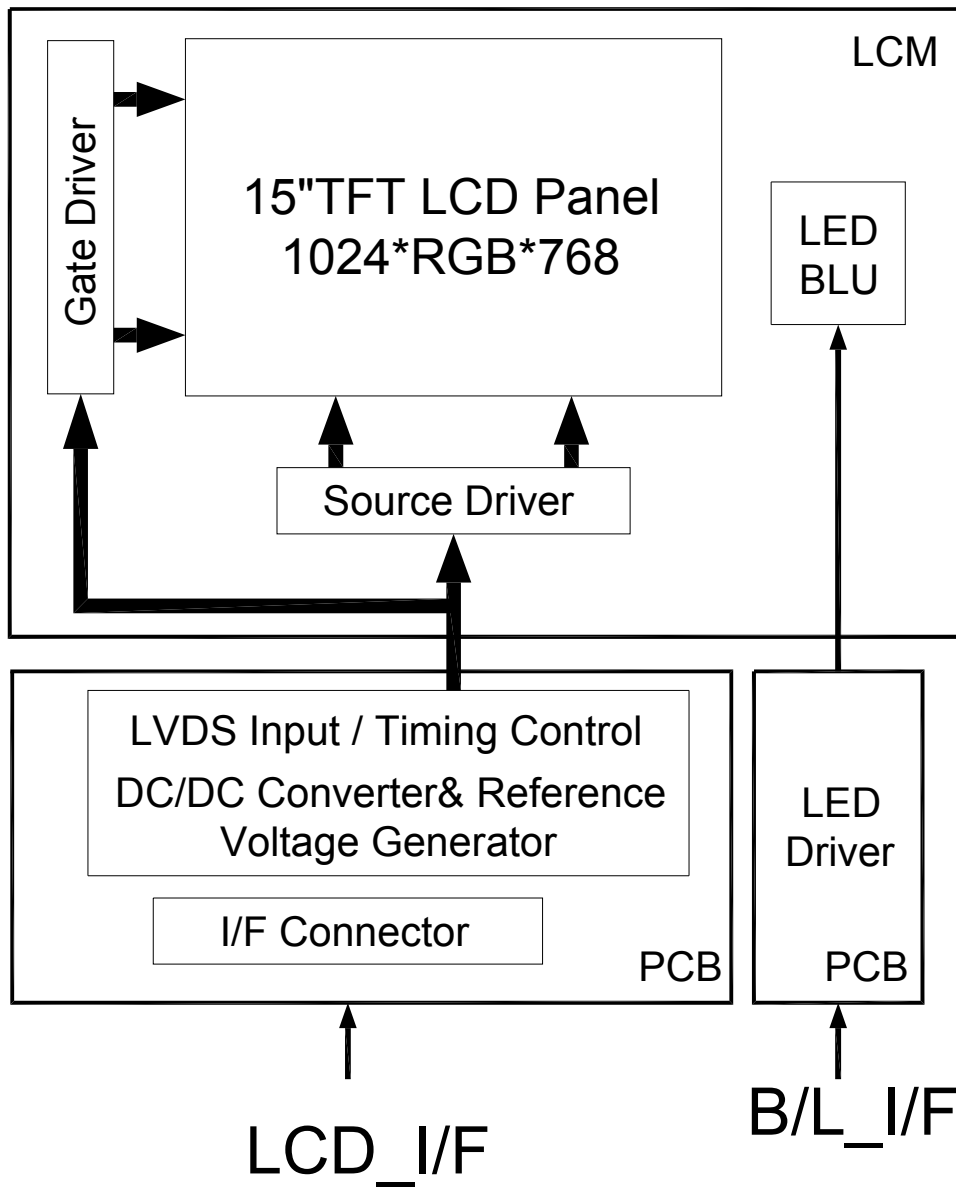 LCM
Gate Driver
15"TFT LCD Panel
1024*RGB*768
LED
BLU
Source Driver
LVDS Input / Timing Control
DC/DC Converter& Reference
Voltage Generator
I/F Connector
PCB
LED
Driver
PCB
LCD_I/F
B/L_I/F